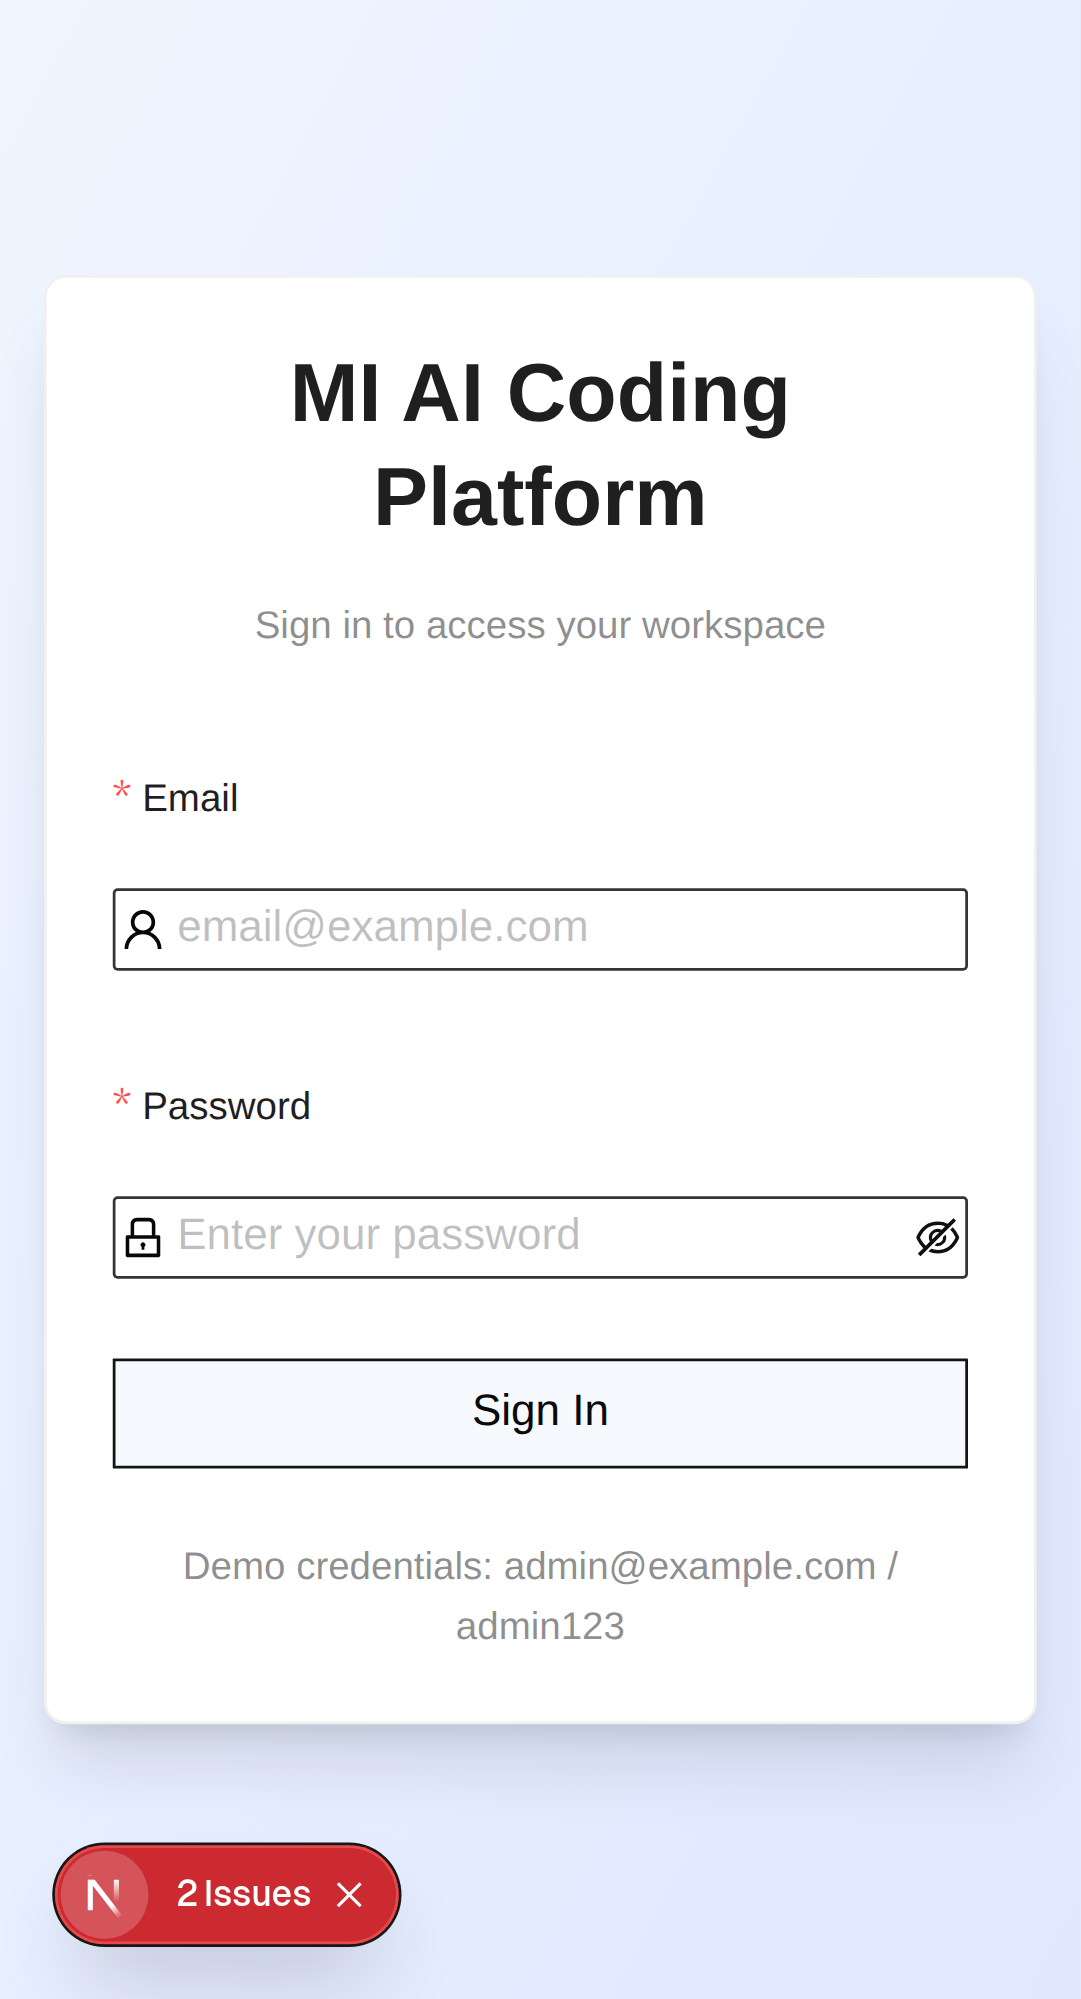 MI AI Coding
Platform
Sign in to access your workspace
* Email
email@example.com
* Password
Enter your password
Sign In
Demo credentials: admin@example.com /
admin123
N 2 Issues